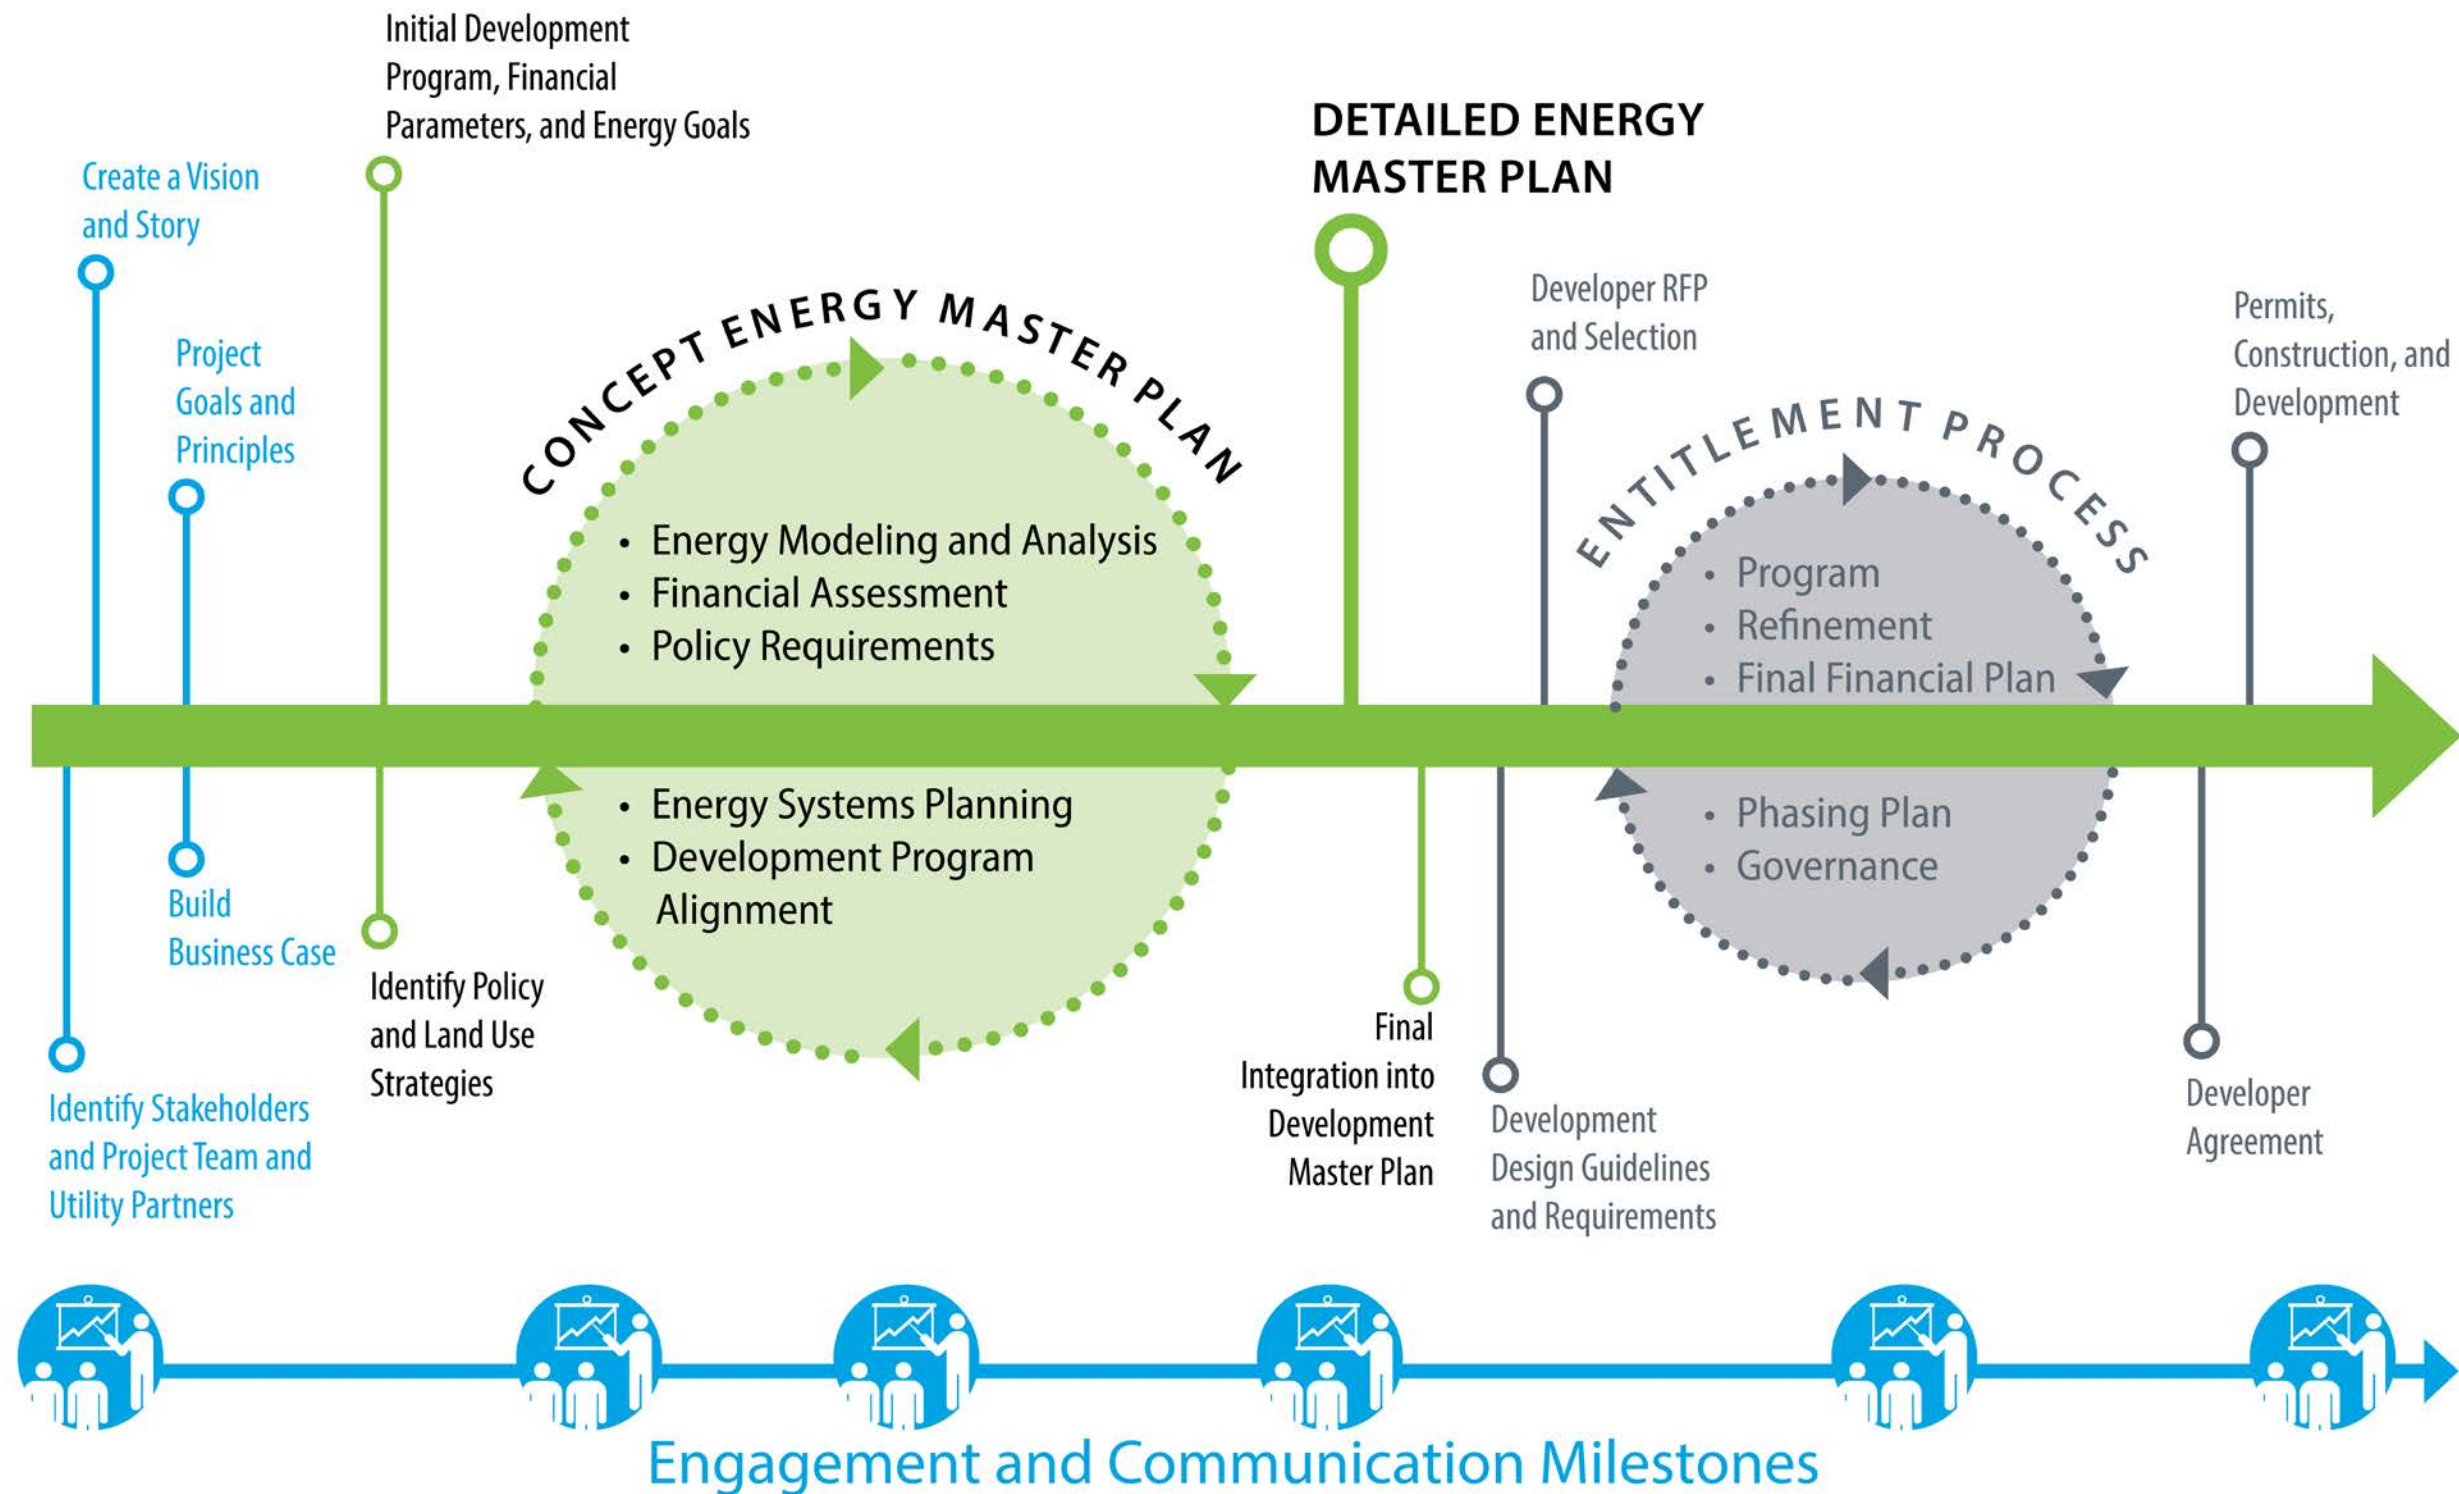 Initial Development
Program, Financial
Parameters, and Energy Goals
Create a Vision
and Story
Project
Goals and
Principles
CONCEPT ENERGY MASTER PLAN
• Energy Modeling and Analysis
• Financial Assessment
• Policy Requirements
• Energy Systems Planning
• Development Program
Alignment
DETAILED ENERGY
MASTER PLAN
Developer RFP
and Selection
ENTITLEMENT PROCESS
• Program
• Refinement
• Final Financial Plan
• Phasing Plan
• Governance
Permits,
Construction, and
Development
Build
Business Case
Identify Stakeholders
and Project Team and
Utility Partners
Identify Policy
and Land Use
Strategies
Final
Integration into
Development
Master Plan
Development
Design Guidelines
and Requirements
Developer
Agreement
Engagement and Communication Milestones